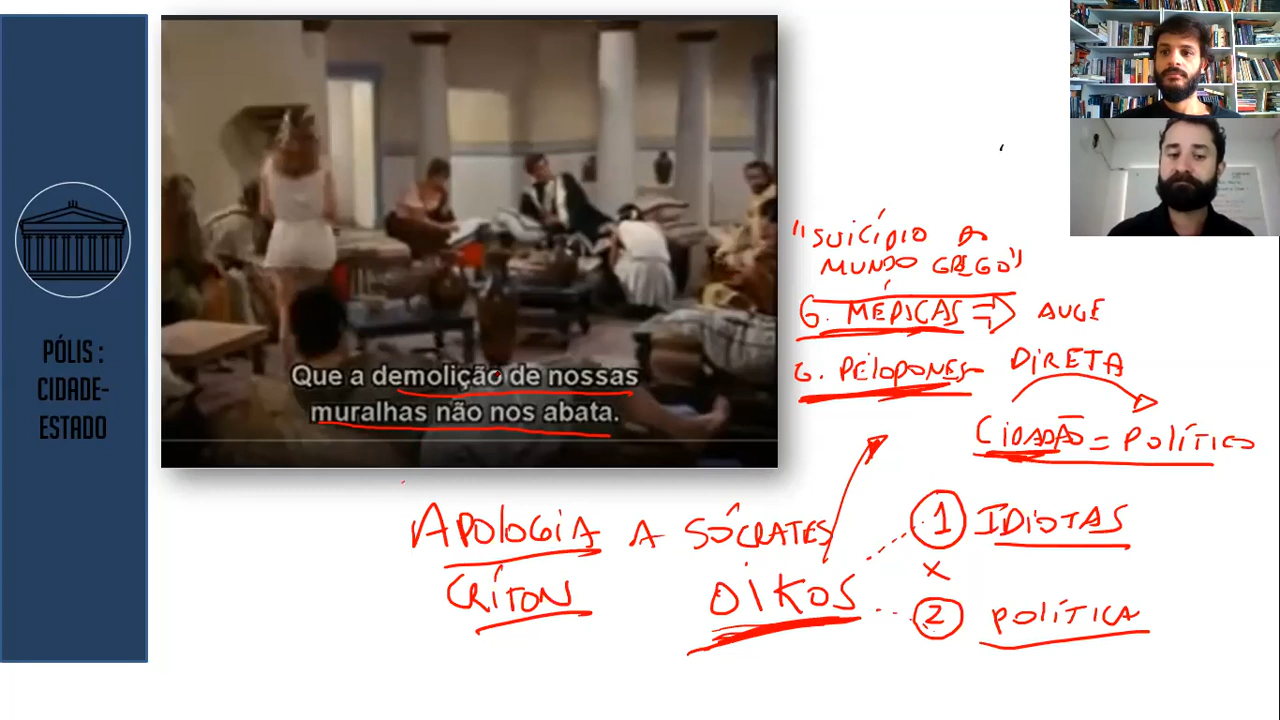 PÓLIS :
CIDADE-
ESTADO
Que a demolição de nossas
muralhas não nos abata.
"SUICÍDIO DO
MUNDO GREGO"
G. MÉDICAS ⇒ AUGE
G. PELOPONES
DIRETA
CIDADÃO = POLÍTICO
APOLOGIA A SÓCRATES
CRÍTON
OIKOS
1 IDIOTAS
X
2 POLÍTICA